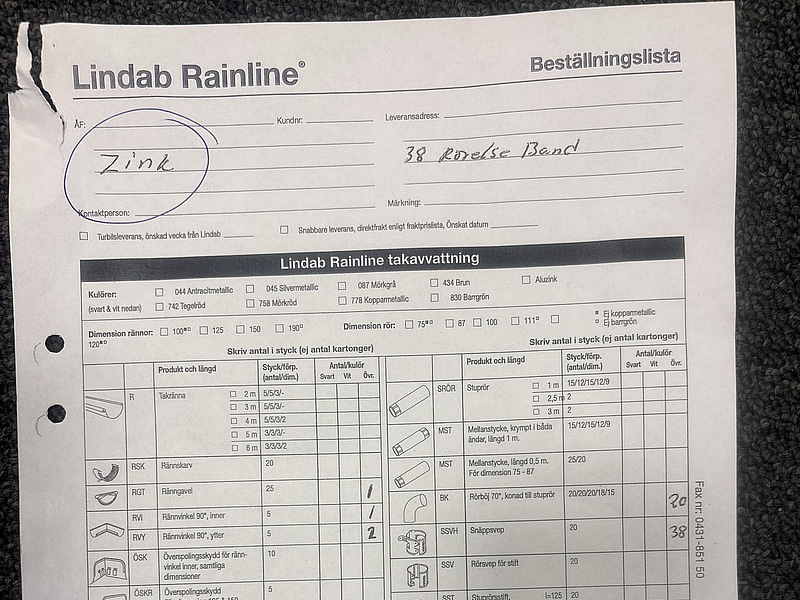 Lindab Rainline®
Beställningslista
ÅF:
Kundnr:
Leveransadress:
Zink
38 Rörelse Band
Kontaktperson:
Märkning:
Turbilsleverans, önskad vecka från Lindab
Snabbare leverans, direktfrakt enligt fraktprislista, Önskat datum
Lindab Rainline takavvattning
Kulörer: 044 Antracitmetallic 045 Silvermetallic 087 Mörkgrå 434 Brun Aluzink
(svart & vit nedan) 742 Tegelröd 758 Mörkröd 778 Kopparmetallic 830 Barrgrön
Dimension rännor: 100 125 150 190 Dimension rör: 75 87 100 111
120
Ej kopparmetallic
Ej barrgrön
Skriv antal i styck (ej antal kartonger)
Skriv antal i styck (ej antal kartonger)
Produkt och längd Styck/förp. (antal/dim.) Antal/kulör
Svart Vit Övr.
R Takränna 2 m 5/5/3/-
3 m 5/5/3/-
4 m 5/5/3/2
5 m 3/3/3/-
6 m 3/3/3/2
RSK Rännskarv 20
RGT Ränngavel 25 1
RVI Rännvinkel 90°, inner 5 1
RVY Rännvinkel 90°, ytter 5 2
ÖSK Överspolningsskydd för ränn-
vinkel inner, samtliga
dimensioner 10
ÖSKR Överspolningsskydd 5
Produkt och längd Styck/förp. (antal/dim.) Antal/kulör
Svart Vit Övr.
SRÖR Stuprör 1 m 15/12/15/12/9
2,5 m 2
3 m 2
MST Mellanstycke, krympt i båda
ändar, längd 1 m. 15/12/15/12/9
MST Mellanstycke, längd 0,5 m.
För dimension 75 - 87 25/20
BK Rörböj 70°, konad till stuprör 20/20/20/18/15 20
SSVH Snäppsvep 20 38
SSV Rörsvep för stift 20
SST Stuprörsstift, l=125 20
Fax nr: 0431-851 50